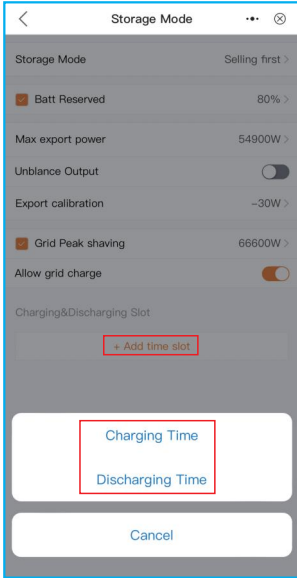 Storage Mode
Storage Mode Selling first
Batt Reserved 80%
Max export power 54900W
Unblance Output
Export calibration -30W
Grid Peak shaving 66600W
Allow grid charge
Charging&Discharging Slot
+ Add time slot
Charging Time
Discharging Time
Cancel